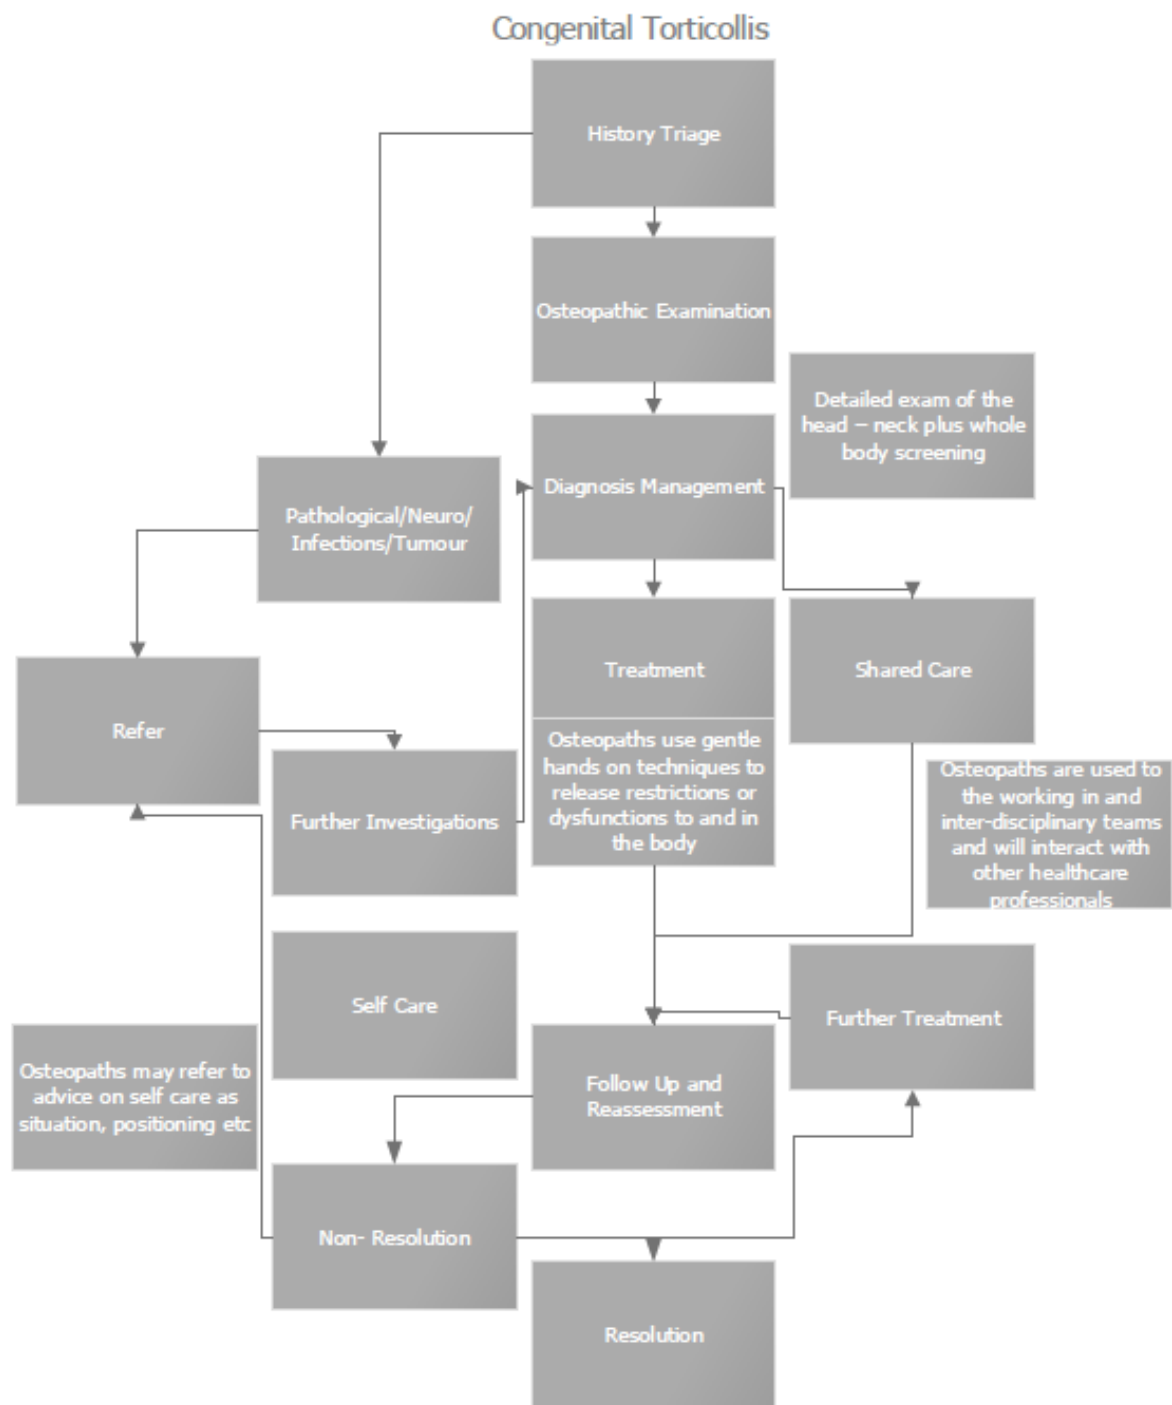 Congenital Torticollis
History Triage
Osteopathic Examination
Detailed exam of the
head – neck plus whole
body screening
Diagnosis Management
Pathological/Neuro/
Infections/Tumour
Treatment
Shared Care
Refer
Osteopaths use gentle
hands on techniques to
release restrictions or
dysfunctions to and in
the body
Osteopaths are used to
the working in and
inter-disciplinary teams
and will interact with
other healthcare
professionals
Further Investigations
Self Care
Further Treatment
Osteopaths may refer to
advice on self care as
situation, positioning etc
Follow Up and
Reassessment
Non- Resolution
Resolution